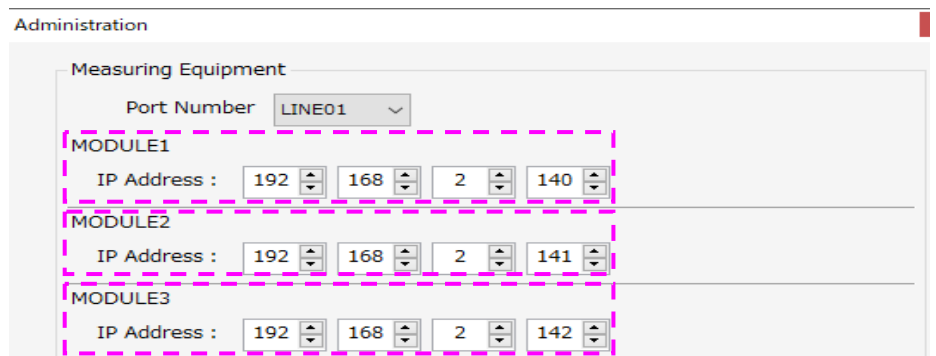 Administration
Measuring Equipment
Port Number LINE01
MODULE1
IP Address : 192 168 2 140
MODULE2
IP Address : 192 168 2 141
MODULE3
IP Address : 192 168 2 142